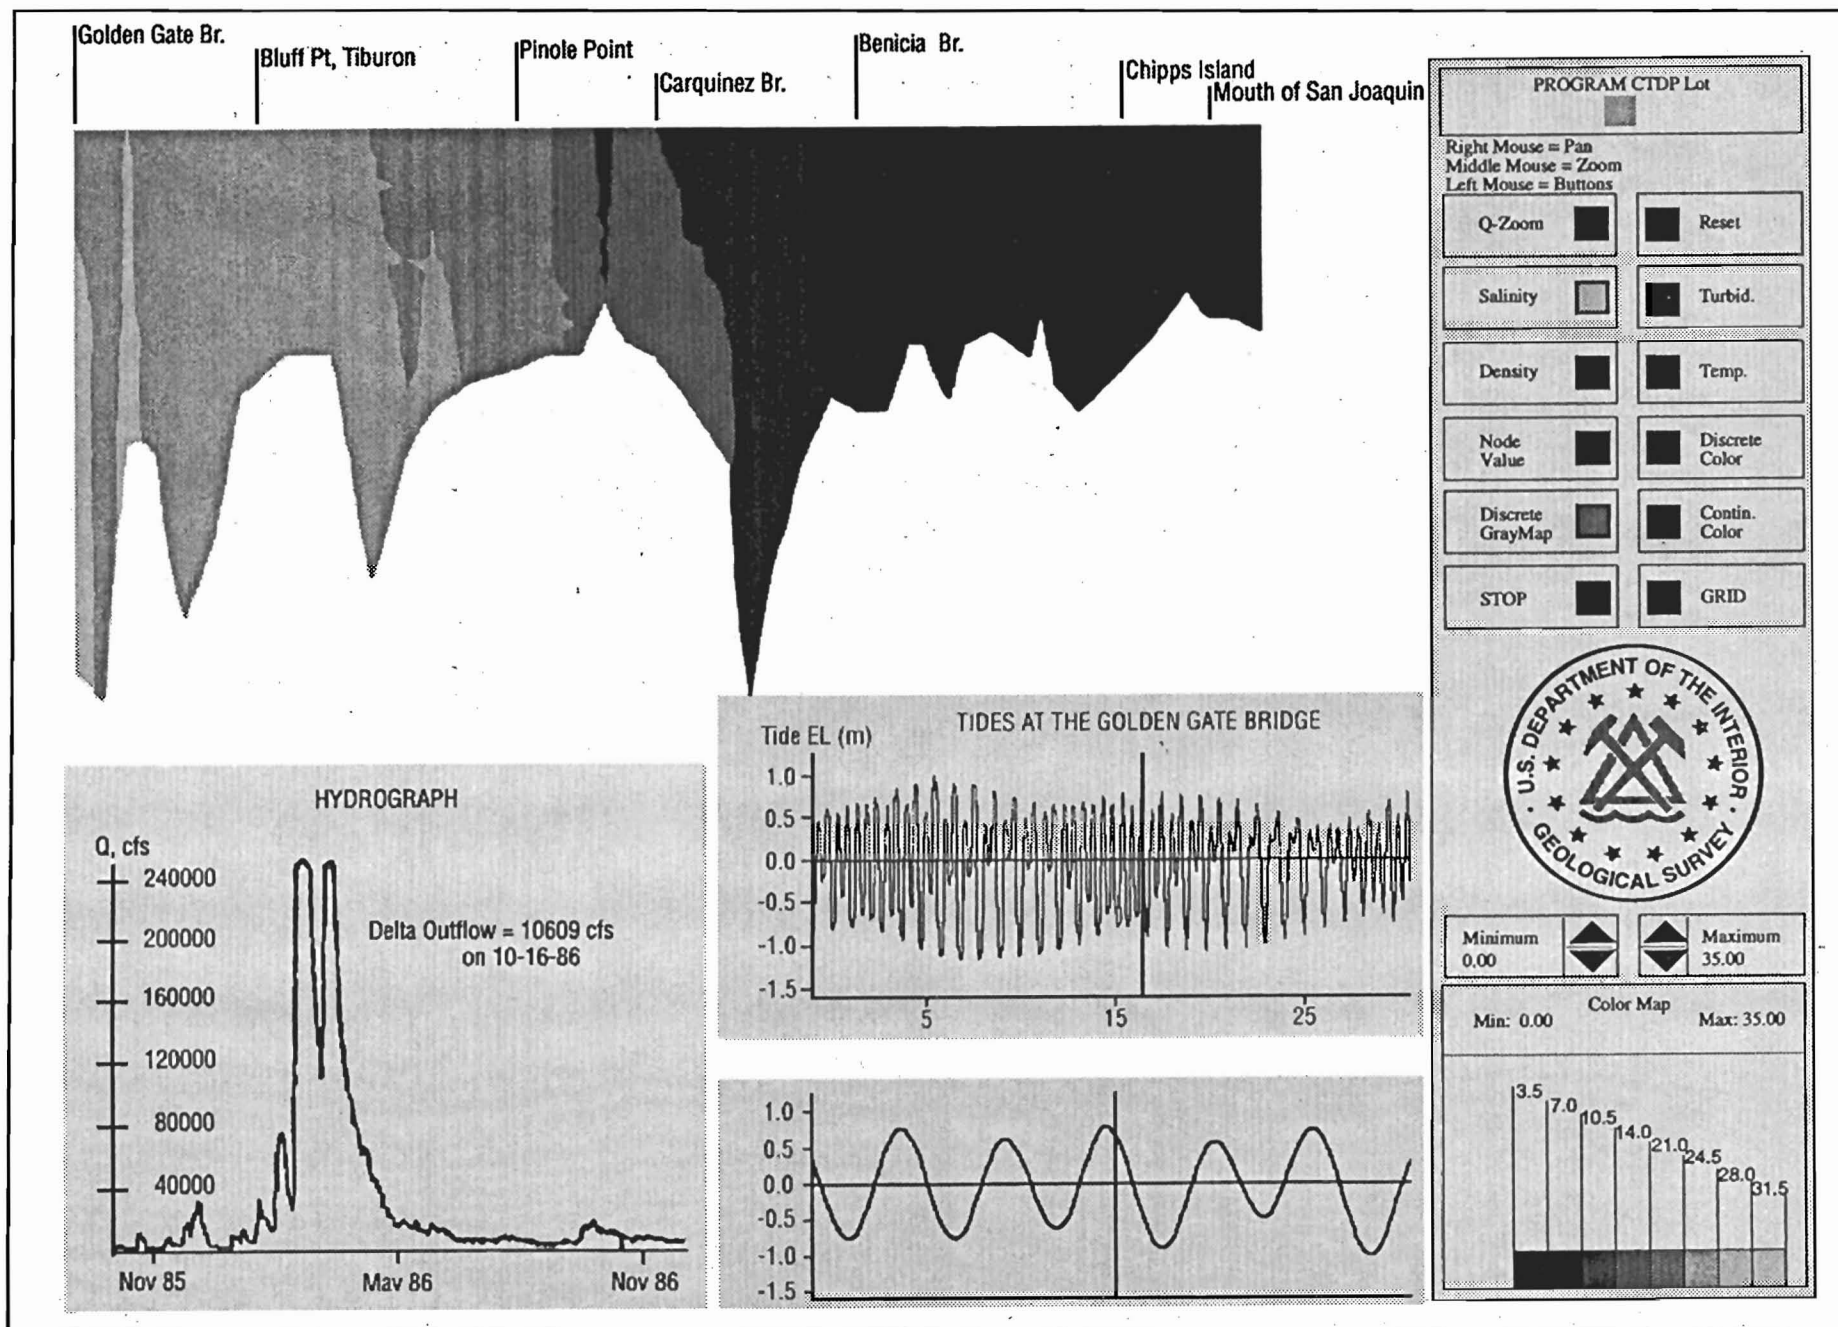 Golden Gate Br.
Bluff Pt, Tiburon
Pinole Point
Carquinez Br.
Benicia Br.
Chipps Island
Mouth of San Joaquin
PROGRAM CTDP Lot
Right Mouse = Pan
Middle Mouse = Zoom
Left Mouse = Buttons
Q-Zoom
Reset
Salinity
Turbid.
Density
Temp.
Node
Value
Discrete
Color
Discrete
GrayMap
Contin.
Color
STOP
GRID
U.S. DEPARTMENT OF THE INTERIOR
GEOLOGICAL SURVEY
Minimum
0.00
Maximum
35.00
Color Map
Min: 0.00
Max: 35.00
3.5
7.0
10.5
14.0
21.0
24.5
28.0
31.5
HYDROGRAPH
Q, cfs
240000
200000
160000
120000
80000
40000
Delta Outflow = 10609 cfs
on 10-16-86
Nov 85
May 86
Nov 86
TIDES AT THE GOLDEN GATE BRIDGE
Tide EL (m)
1.0
0.5
0.0
-0.5
-1.0
-1.5
5
15
25
1.0
0.5
0.0
-0.5
-1.0
-1.5